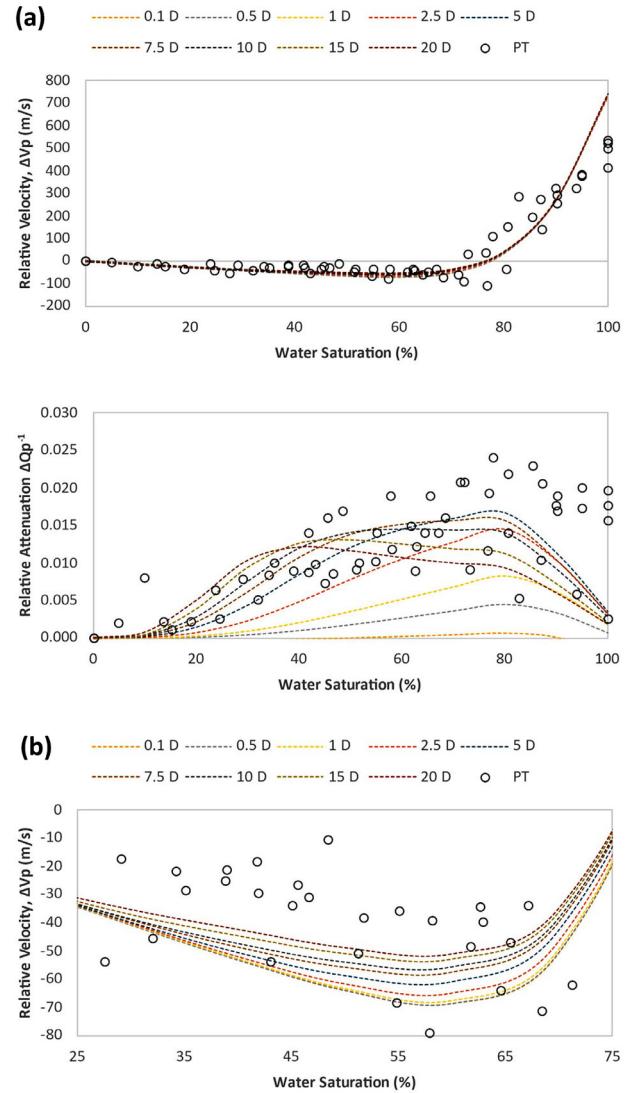 (a)
0.1 D 0.5 D 1 D 2.5 D 5 D
7.5 D 10 D 15 D 20 D PT
Relative Velocity, ΔVp (m/s)
800
700
600
500
400
300
200
100
0
-100
-200
0 20 40 60 80 100
Water Saturation (%)
Relative Attenuation ΔQp⁻¹
0.030
0.025
0.020
0.015
0.010
0.005
0.000
0 20 40 60 80 100
Water Saturation (%)
(b)
0.1 D 0.5 D 1 D 2.5 D 5 D
7.5 D 10 D 15 D 20 D PT
Relative Velocity, ΔVp (m/s)
0
-10
-20
-30
-40
-50
-60
-70
-80
25 35 45 55 65 75
Water Saturation (%)